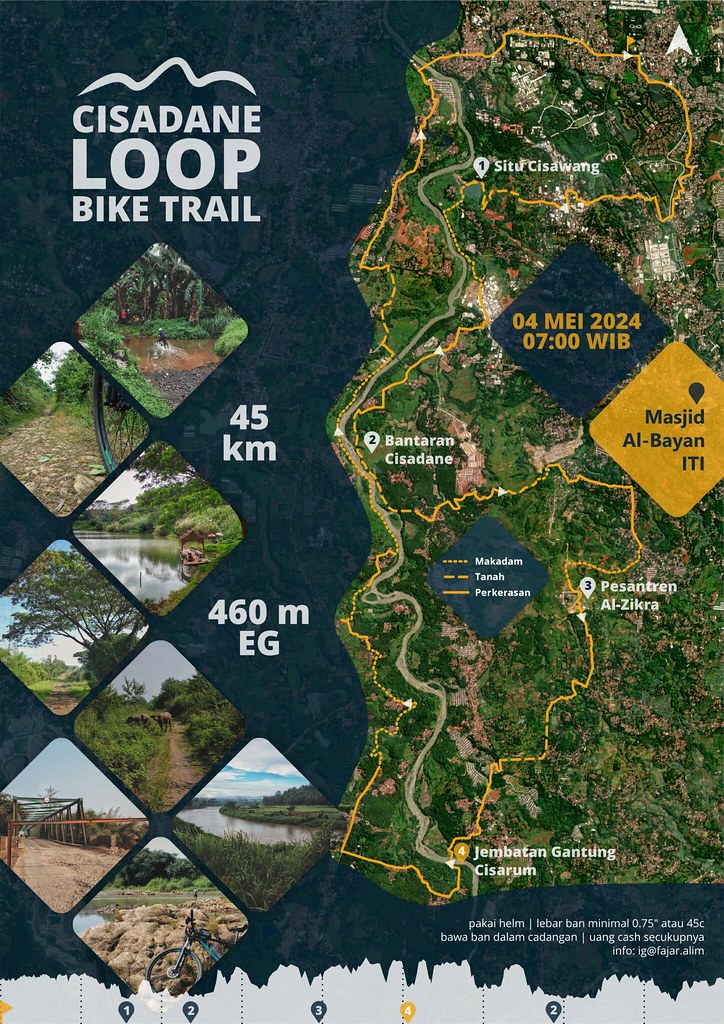 CISADANE
LOOP
BIKE TRAIL
1 Situ Cisawang
04 MEI 2024
07:00 WIB
Masjid
Al-Bayan
ITI
45
km
2 Bantaran
Cisadane
Makadam
Tanah
Perkerasan
3 Pesantren
Al-Zikra
460 m
EG
4 Jembatan Gantung
Cisarum
pakai helm | lebar ban minimal 0.75" atau 45c
bawa ban dalam cadangan | uang cash secukupnya
info: ig@fajar.alim
1 2 3 4 2